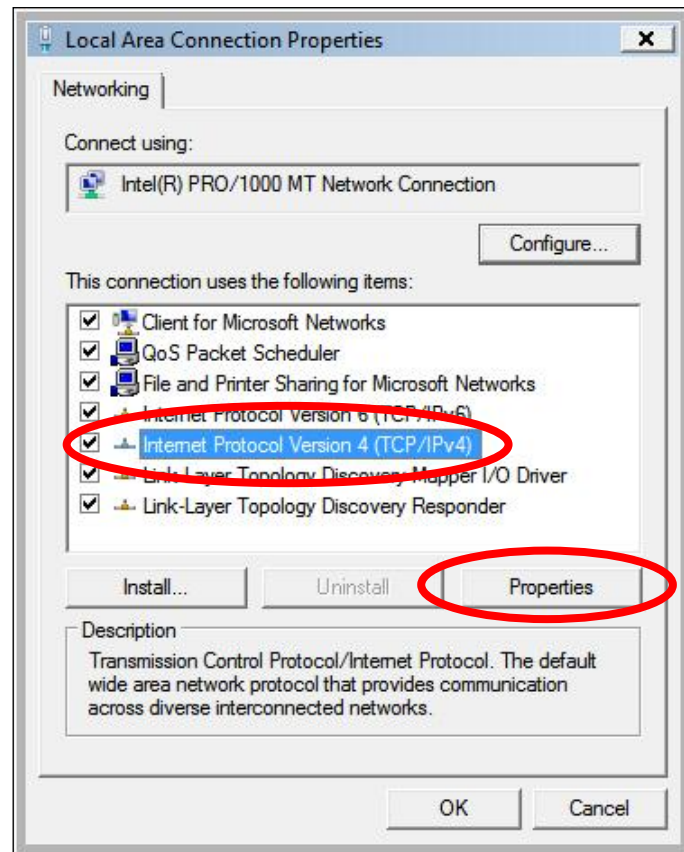 Local Area Connection Properties
Networking
Connect using:
Intel(R) PRO/1000 MT Network Connection
Configure...
This connection uses the following items:
Client for Microsoft Networks
QoS Packet Scheduler
File and Printer Sharing for Microsoft Networks
Internet Protocol Version 6 (TCP/IPv6)
Internet Protocol Version 4 (TCP/IPv4)
Link-Layer Topology Discovery Mapper I/O Driver
Link-Layer Topology Discovery Responder
Install... Uninstall Properties
Description
Transmission Control Protocol/Internet Protocol. The default
wide area network protocol that provides communication
across diverse interconnected networks.
OK Cancel